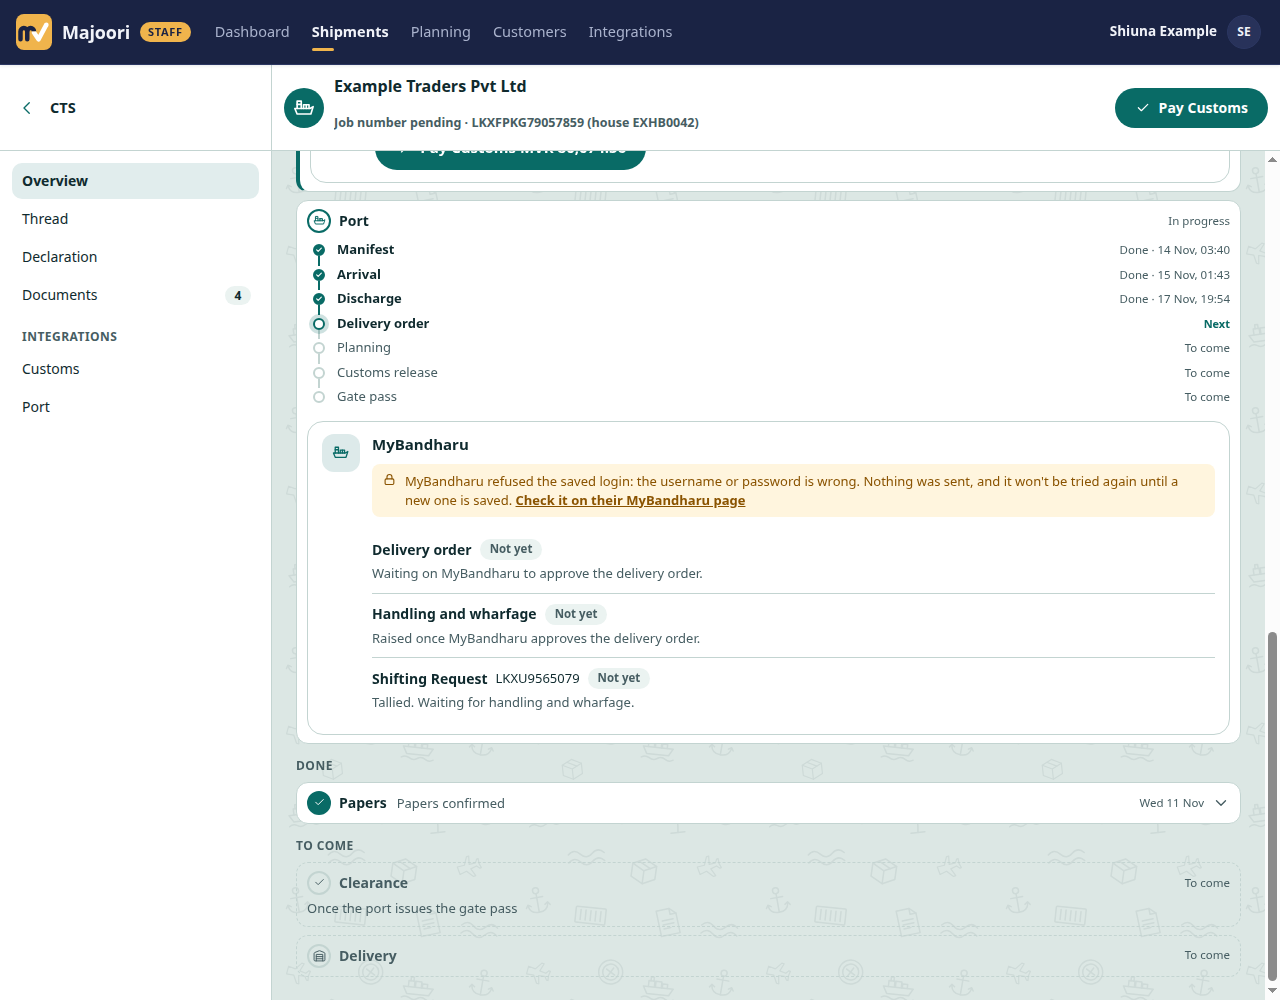 Majoori
STAFF
Dashboard
Shipments
Planning
Customers
Integrations
Shiuna Example
SE
CTS
Example Traders Pvt Ltd
Job number pending · LKXFPKG79057859 (house EXHB0042)
Pay Customs
Overview
Thread
Declaration
Documents
4
INTEGRATIONS
Customs
Port
Port
In progress
Manifest
Done · 14 Nov, 03:40
Arrival
Done · 15 Nov, 01:43
Discharge
Done · 17 Nov, 19:54
Delivery order
Next
Planning
To come
Customs release
To come
Gate pass
To come
MyBandharu
MyBandharu refused the saved login: the username or password is wrong. Nothing was sent, and it won't be tried again until a
new one is saved. Check it on their MyBandharu page
Delivery order
Not yet
Waiting on MyBandharu to approve the delivery order.
Handling and wharfage
Not yet
Raised once MyBandharu approves the delivery order.
Shifting Request LKXU9565079
Not yet
Tallied. Waiting for handling and wharfage.
DONE
Papers
Papers confirmed
Wed 11 Nov
TO COME
Clearance
To come
Once the port issues the gate pass
Delivery
To come